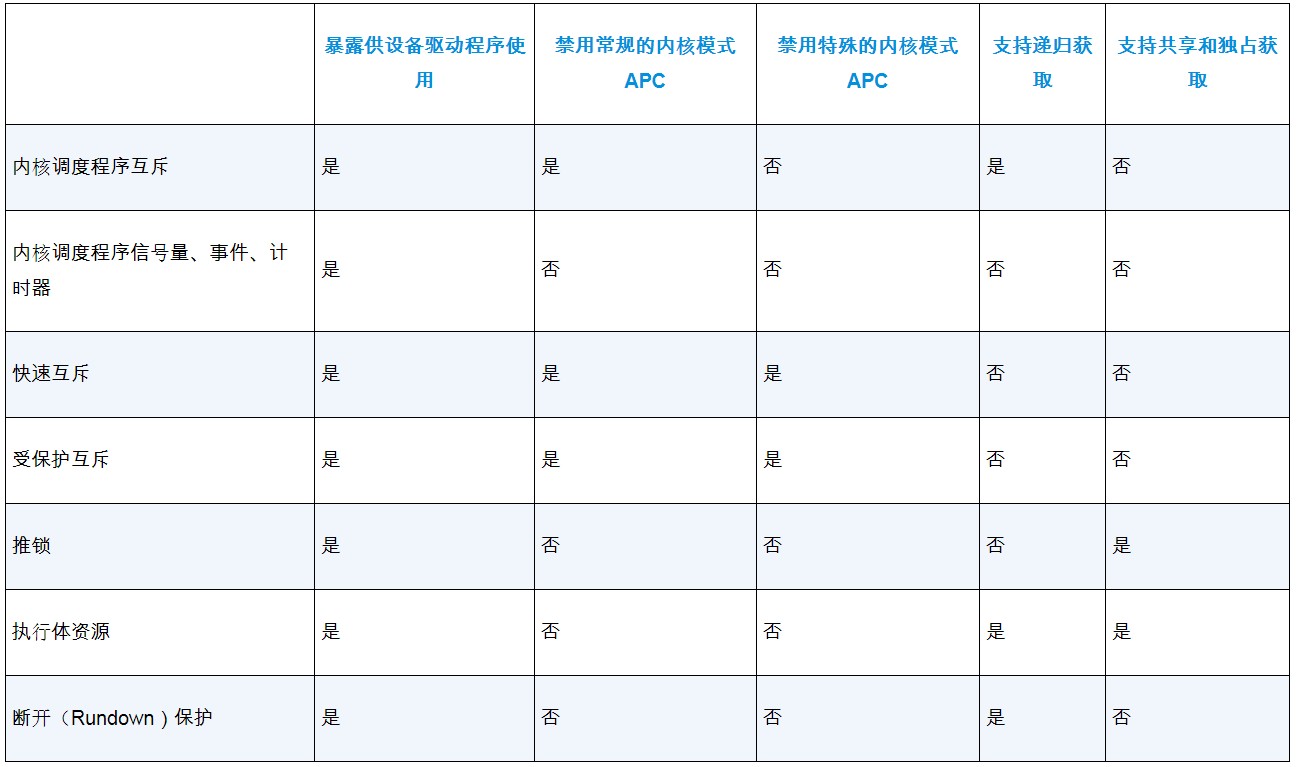 暴露供设备驱动程序使用 禁用常规的内核模式APC 禁用特殊的内核模式APC 支持递归获取 支持共享和独占获取
内核调度程序互斥 是 是 否 是 否
内核调度程序信号量、事件、计时器 是 否 否 否 否
快速互斥 是 是 是 否 否
受保护互斥 是 是 是 否 否
推锁 是 否 否 否 是
执行体资源 是 否 否 是 是
断开（Rundown）保护 是 否 否 是 否